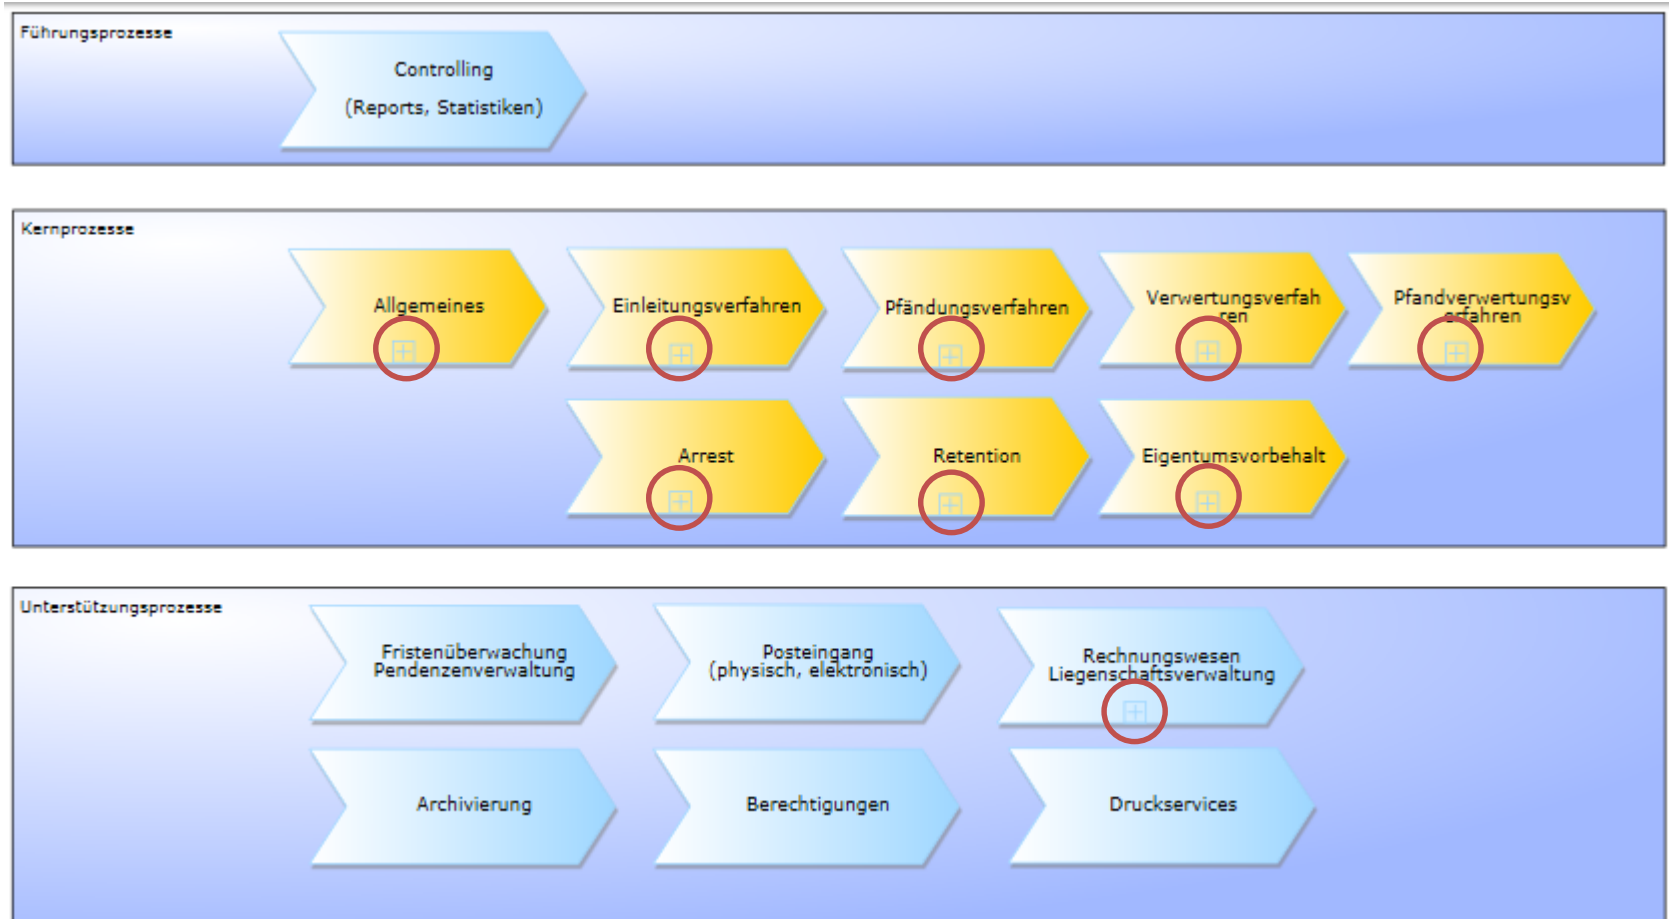 Führungsprozesse
Controlling
(Reports, Statistiken)
Kernprozesse
Allgemeines
Einleitungsverfahren
Pfändungsverfahren
Verwertungsverfah
ren
Pfandverwertungsv
erfahren
Arrest
Retention
Eigentumsvorbehalt
Unterstützungsprozesse
Fristenüberwachung
Pendenzenverwaltung
Posteingang
(physisch, elektronisch)
Rechnungswesen
Liegenschaftsverwaltung
Archivierung
Berechtigungen
Druckservices